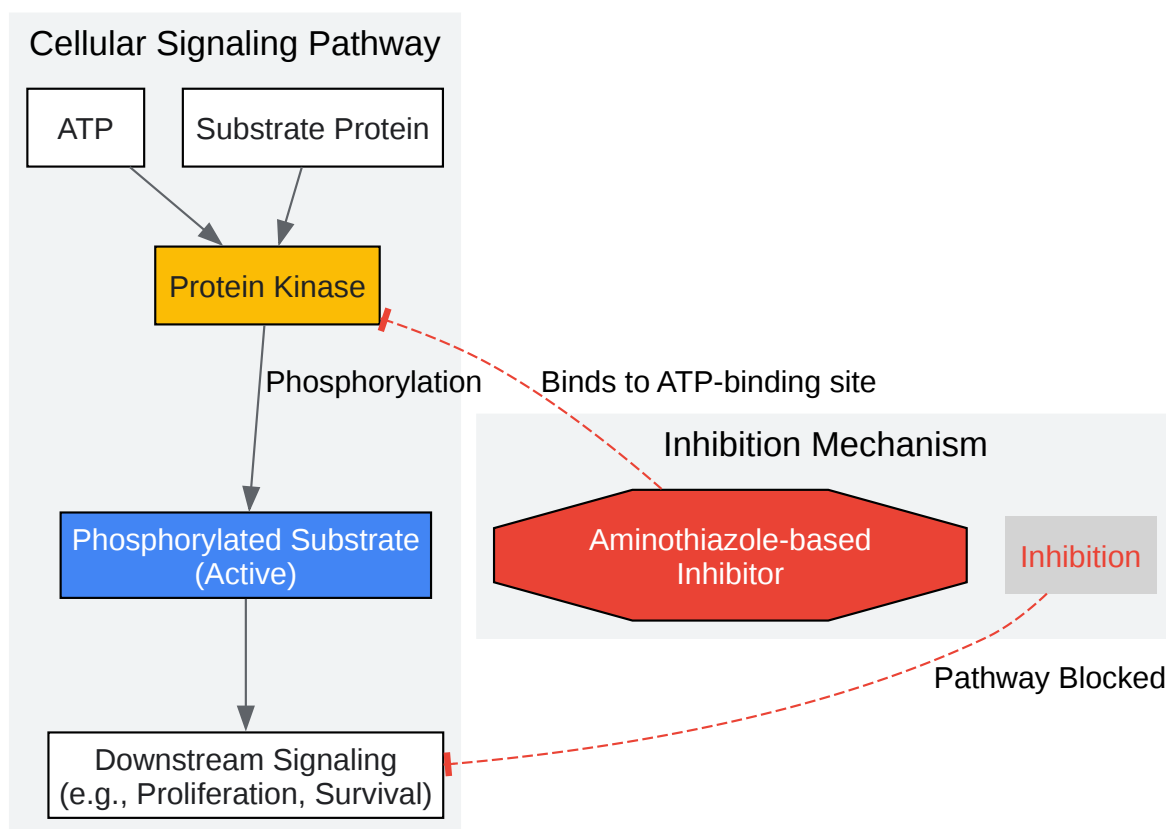 Cellular Signaling Pathway
ATP
Substrate Protein
Protein Kinase
Phosphorylation
Binds to ATP-binding site
Inhibition Mechanism
Phosphorylated Substrate
(Active)
Aminothiazole-based
Inhibitor
Inhibition
Pathway Blocked
Downstream Signaling
(e.g., Proliferation, Survival)